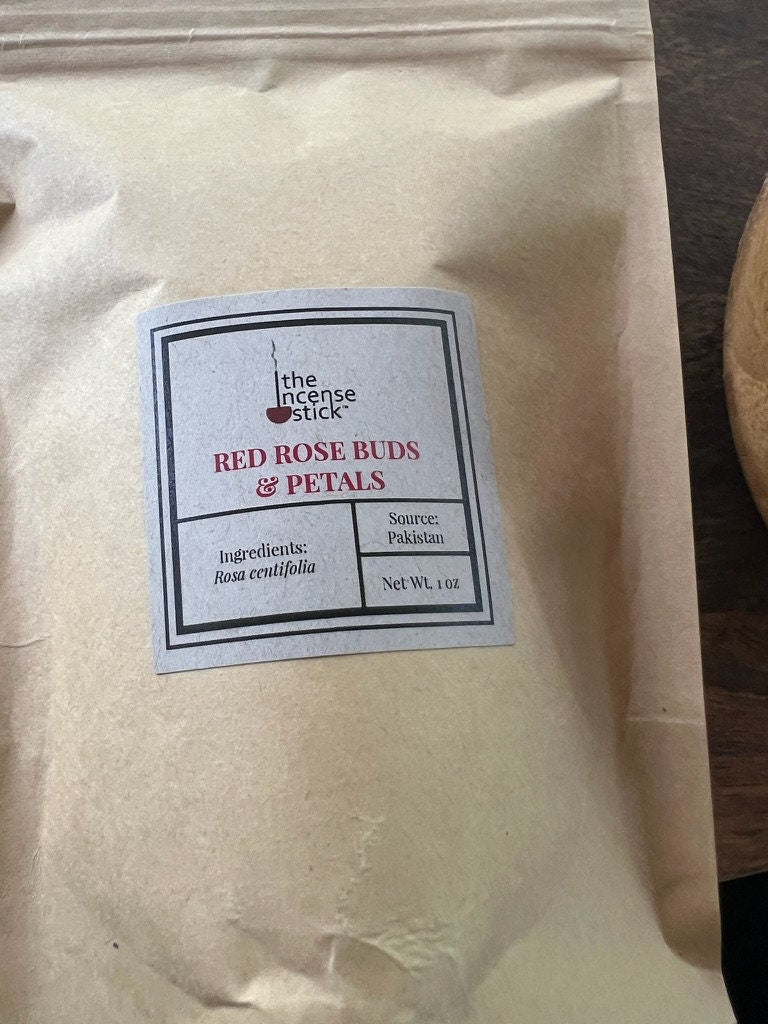 the
incense
stick™
RED ROSE BUDS
& PETALS
Ingredients:
Rosa centifolia
Source:
Pakistan
Net Wt. 1 oz